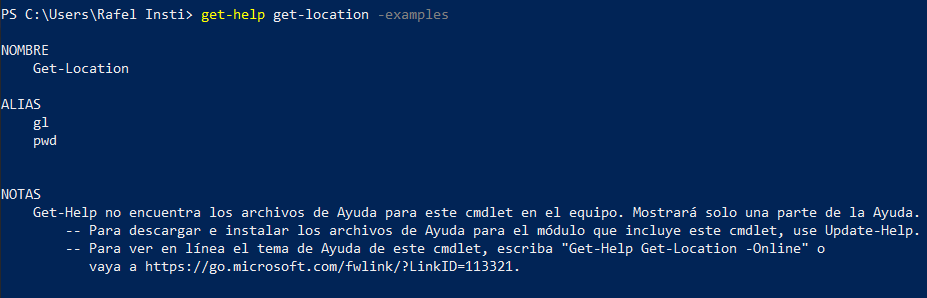 PS C:\Users\Rafel Insti> get-help get-location -examples
NOMBRE
Get-Location
ALIAS
gl
pwd
NOTAS
Get-Help no encuentra los archivos de Ayuda para este cmdlet en el equipo. Mostrará solo una parte de la Ayuda.
-- Para descargar e instalar los archivos de Ayuda para el módulo que incluye este cmdlet, use Update-Help.
-- Para ver en línea el tema de Ayuda de este cmdlet, escriba "Get-Help Get-Location -Online" o
vaya a https://go.microsoft.com/fwlink/?LinkID=113321.